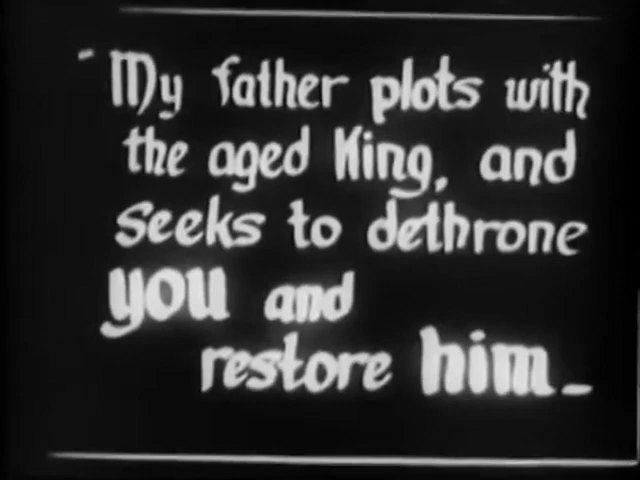 "My father plots with
the aged King, and
seeks to dethrone
you and
restore him_